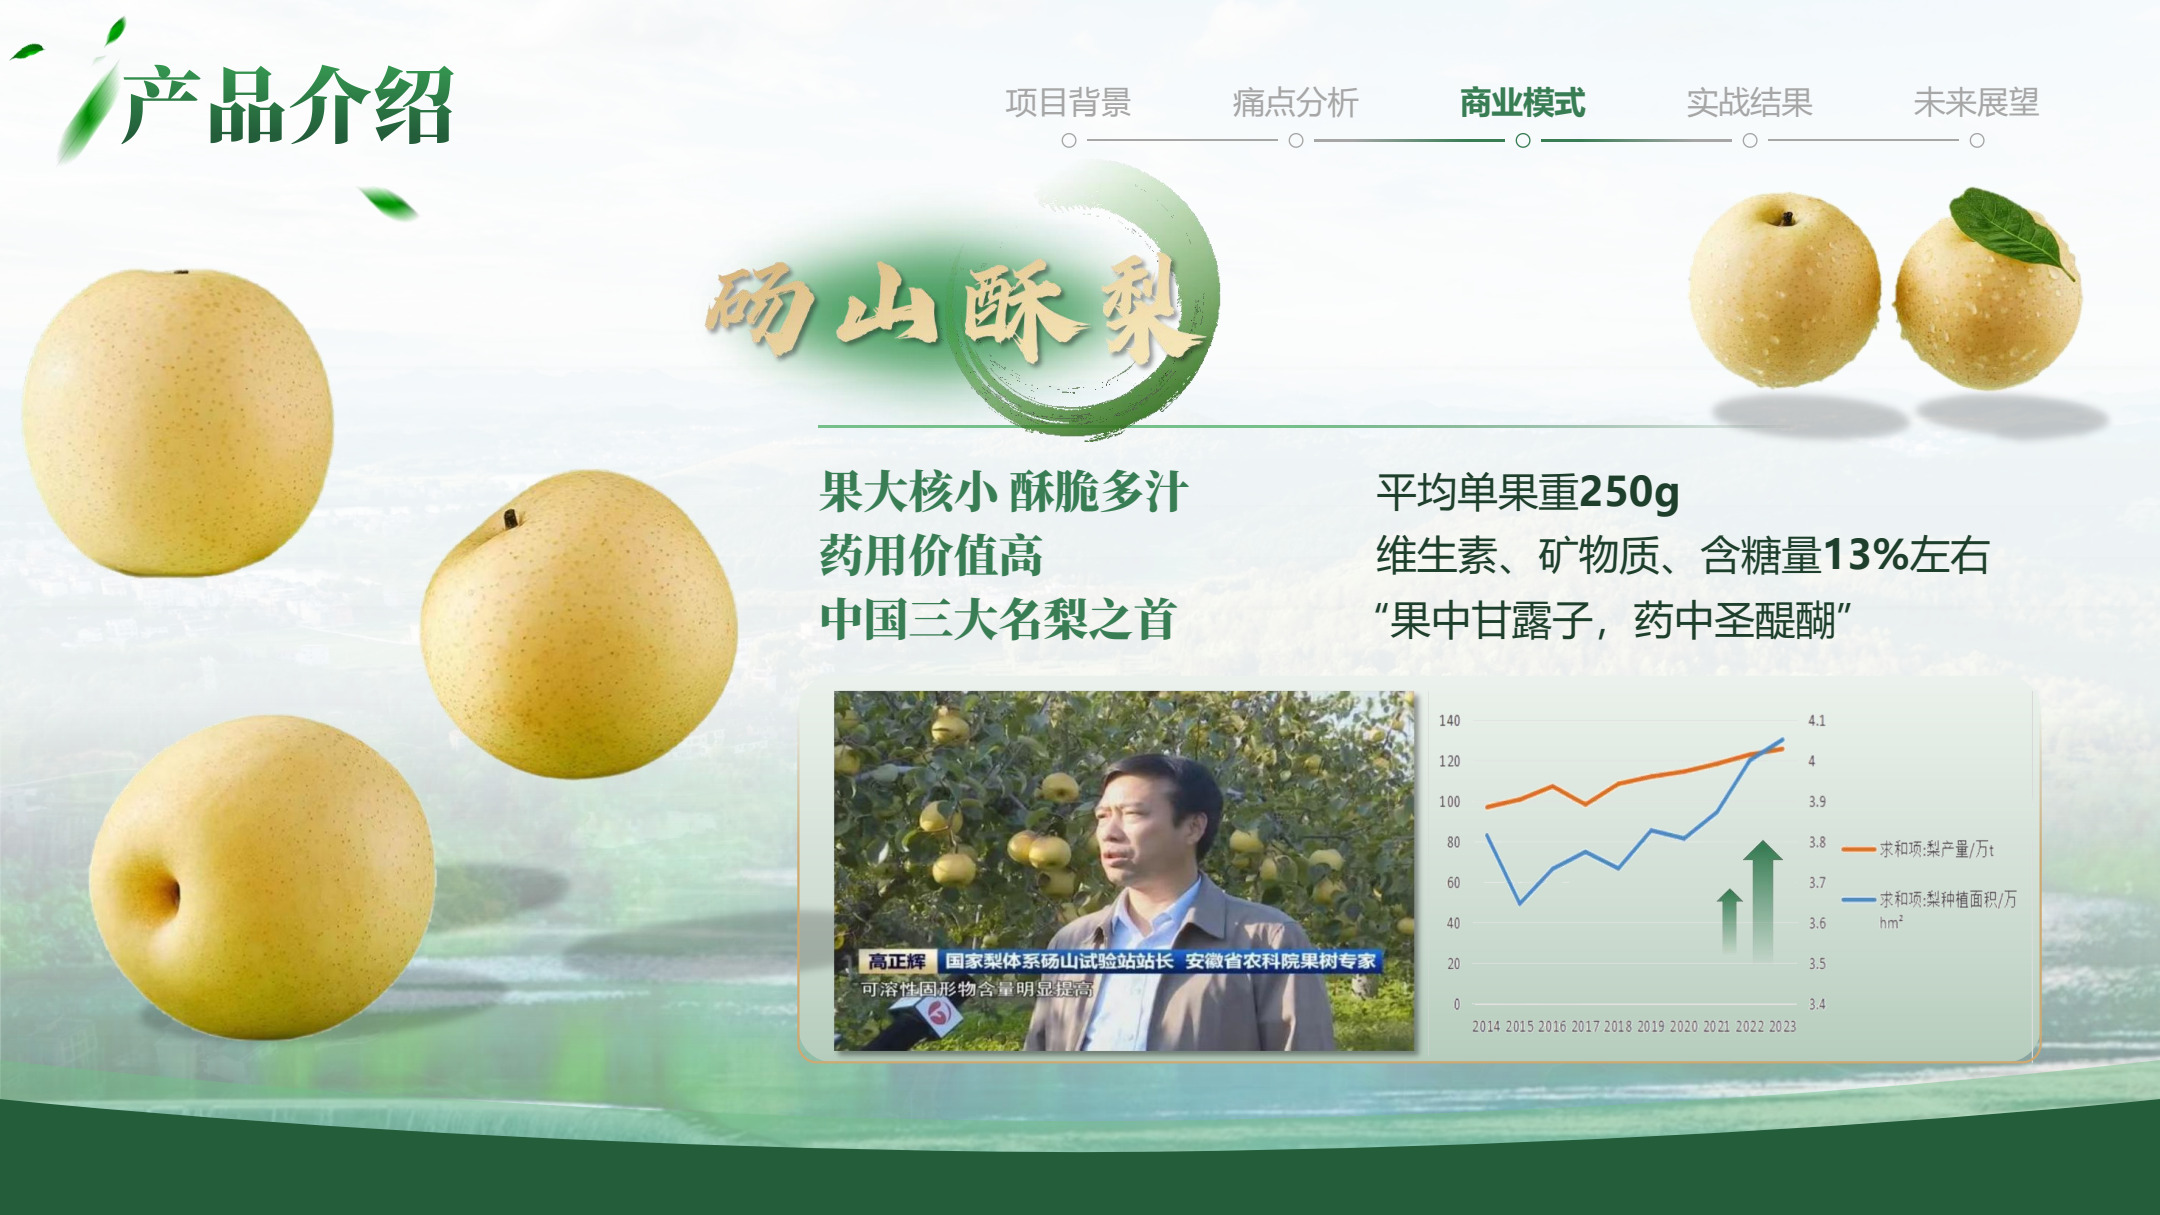 产品介绍
项目背景 痛点分析 商业模式 实战结果 未来展望
砀山酥梨
果大核小 酥脆多汁
药用价值高
中国三大名梨之首
平均单果重250g
维生素、矿物质、含糖量13%左右
“果中甘露子，药中圣醍醐”
高正辉 国家梨体系砀山试验站站长 安徽省农科院果树专家
可溶性固形物含量明显提高
140
120
100
80
60
40
20
0
4.1
4
3.9
3.8
3.7
3.6
3.5
3.4
2014 2015 2016 2017 2018 2019 2020 2021 2022 2023
求和项:梨产量/万t
求和项:梨种植面积/万
hm²